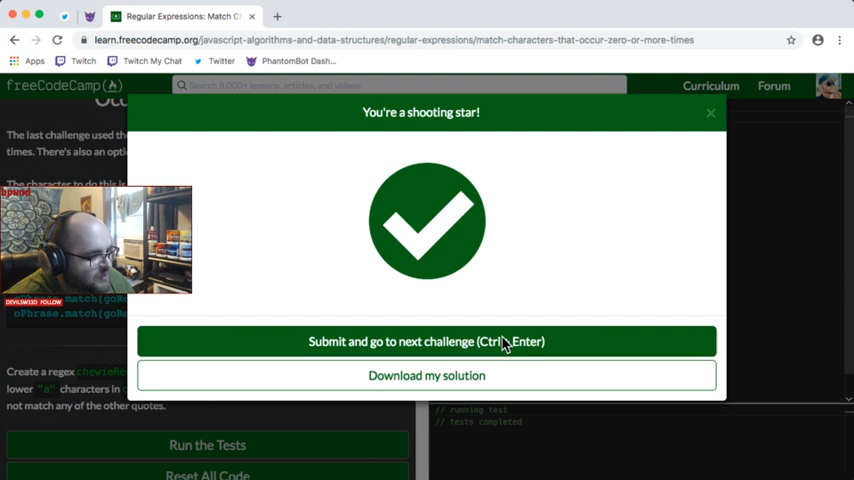 Regular Expressions: Match C
learn.freecodecamp.org/javascript-algorithms-and-data-structures/regular-expressions/match-characters-that-occur-zero-or-more-times
Apps Twitch Twitch My Chat Twitter PhantomBot Dash...
freeCodeCamp
Search 8,000+ lessons, articles, and videos
Curriculum Forum
You're a shooting star!
The last challenge used the
times. There's also an opti
The character to do this is
DEVILSW33D FOLLOW
oPhrase.match(goRe
oPhrase.match(goRe
Submit and go to next challenge (Ctrl Enter)
Download my solution
Create a regex chewieRe
lower "a" characters in
not match any of the other quotes.
Run the Tests
Reset All Code
// running test
// tests completed